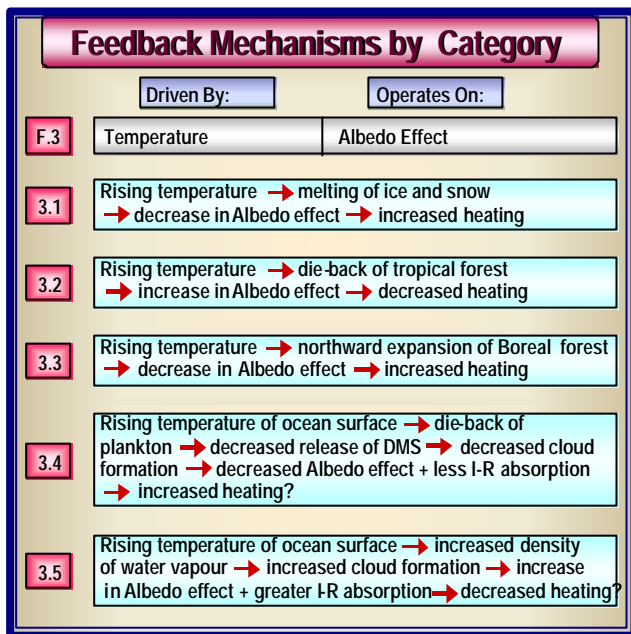 Feedback Mechanisms by Category
Driven By: Operates On:
F.3 Temperature Albedo Effect
3.1
Rising temperature → melting of ice and snow
→ decrease in Albedo effect → increased heating
3.2
Rising temperature → die-back of tropical forest
→ increase in Albedo effect → decreased heating
3.3
Rising temperature → northward expansion of Boreal forest
→ decrease in Albedo effect → increased heating
3.4
Rising temperature of ocean surface → die-back of
plankton → decreased release of DMS → decreased cloud
formation → decreased Albedo effect + less I-R absorption
→ increased heating?
3.5
Rising temperature of ocean surface → increased density
of water vapour → increased cloud formation → increase
in Albedo effect + greater I-R absorption → decreased heating?